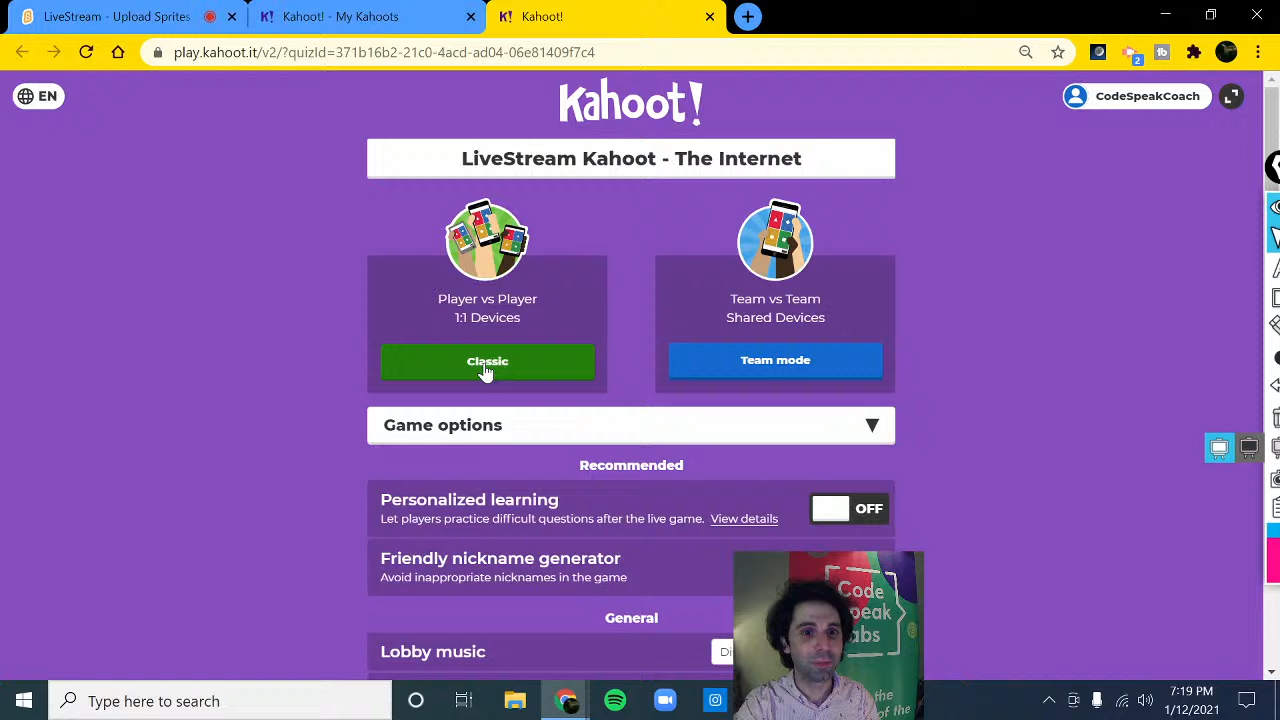 LiveStream - Upload Sprites
Kahoot! - My Kahoots
Kahoot!
play.kahoot.it/v2/?quizId=371b16b2-21c0-4acd-ad04-06e81409f7c4
2
EN
Kahoot!
CodeSpeakCoach
LiveStream Kahoot - The Internet
Player vs Player
1:1 Devices
Classic
Team vs Team
Shared Devices
Team mode
Game options
Recommended
Personalized learning
Let players practice difficult questions after the live game. View details
OFF
Friendly nickname generator
Avoid inappropriate nicknames in the game
General
Lobby music
Code
Speak
Labs
of the
Type here to search
7:19 PM
1/12/2021